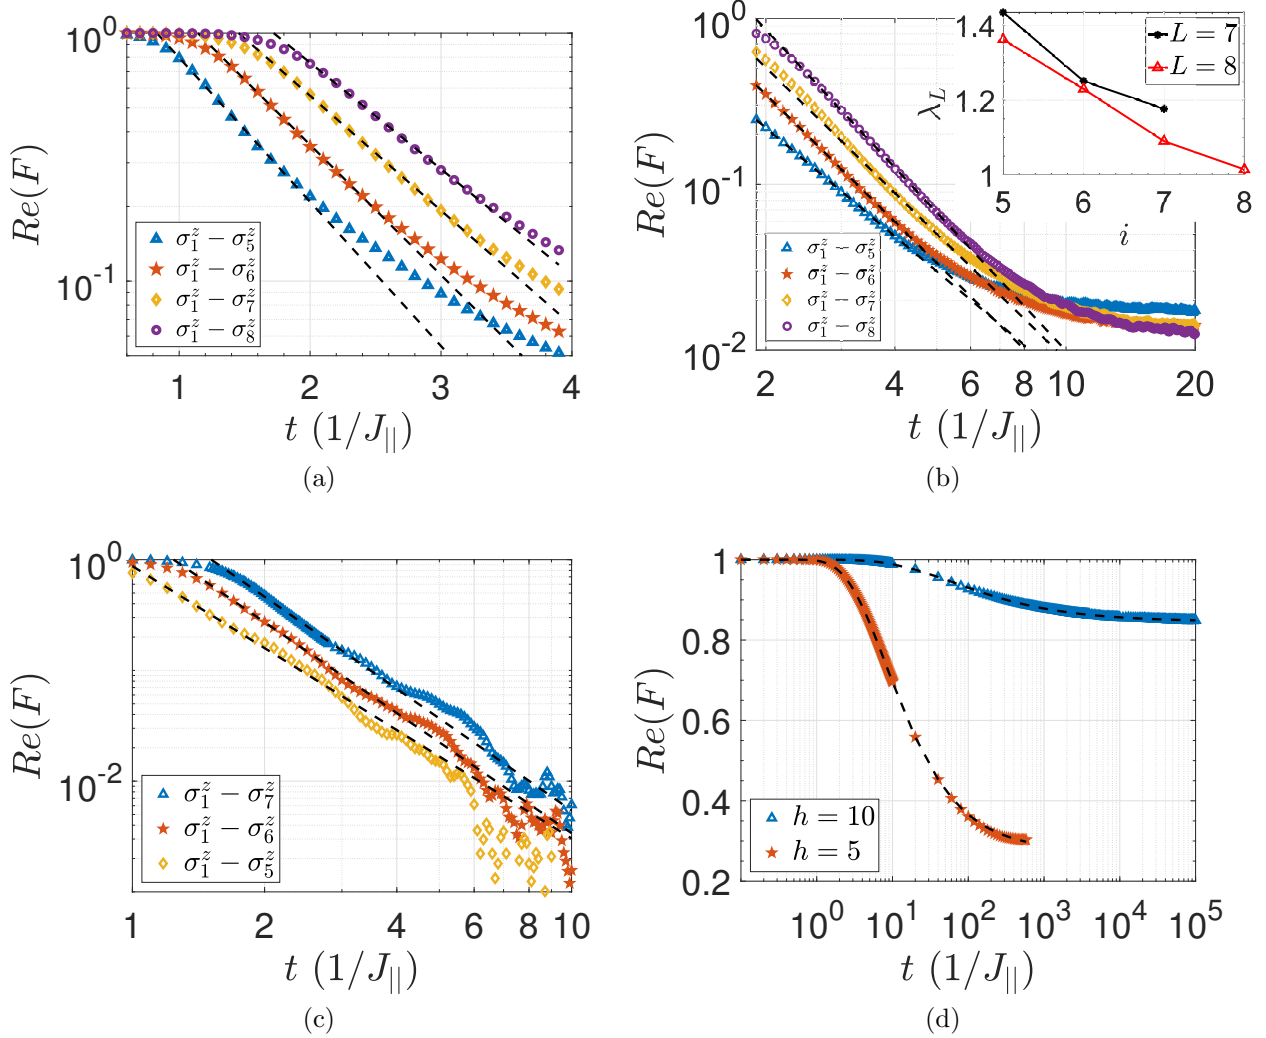 Re(F)
10^0
10^{-1}
σ_1^z − σ_5^z
σ_1^z − σ_6^z
σ_1^z − σ_7^z
σ_1^z − σ_8^z
1 2 3 4
t (1/J_{||})
(a)
Re(F)
10^0
10^{-1}
10^{-2}
σ_1^z − σ_5^z
σ_1^z − σ_6^z
σ_1^z − σ_7^z
σ_1^z − σ_8^z
λ_L
1.4
1.2
1
L = 7
L = 8
5 6 7 8
i
2 4 6 8 10 20
t (1/J_{||})
(b)
Re(F)
10^0
10^{-2}
σ_1^z − σ_7^z
σ_1^z − σ_6^z
σ_1^z − σ_5^z
1 2 4 6 8 10
t (1/J_{||})
(c)
Re(F)
1
0.8
0.6
0.4
0.2
h = 10
h = 5
10^0 10^1 10^2 10^3 10^4 10^5
t (1/J_{||})
(d)